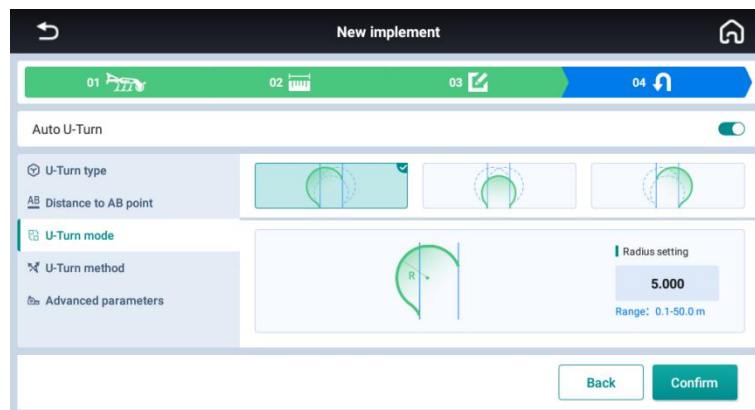 New implement
01
02
03
04
Auto U-Turn
U-Turn type
AB Distance to AB point
U-Turn mode
U-Turn method
Advanced parameters
R
Radius setting
5.000
Range: 0.1-50.0 m
Back
Confirm